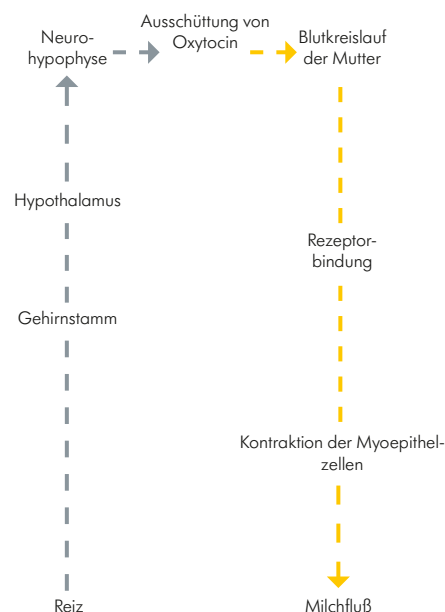 Neuro-
hypophyse
Ausschüttung von
Oxytocin
Blutkreislauf
der Mutter
Hypothalamus
Gehirnstamm
Reiz
Rezeptor-
bindung
Kontraktion der Myoepithel-
zellen
Milchfluß